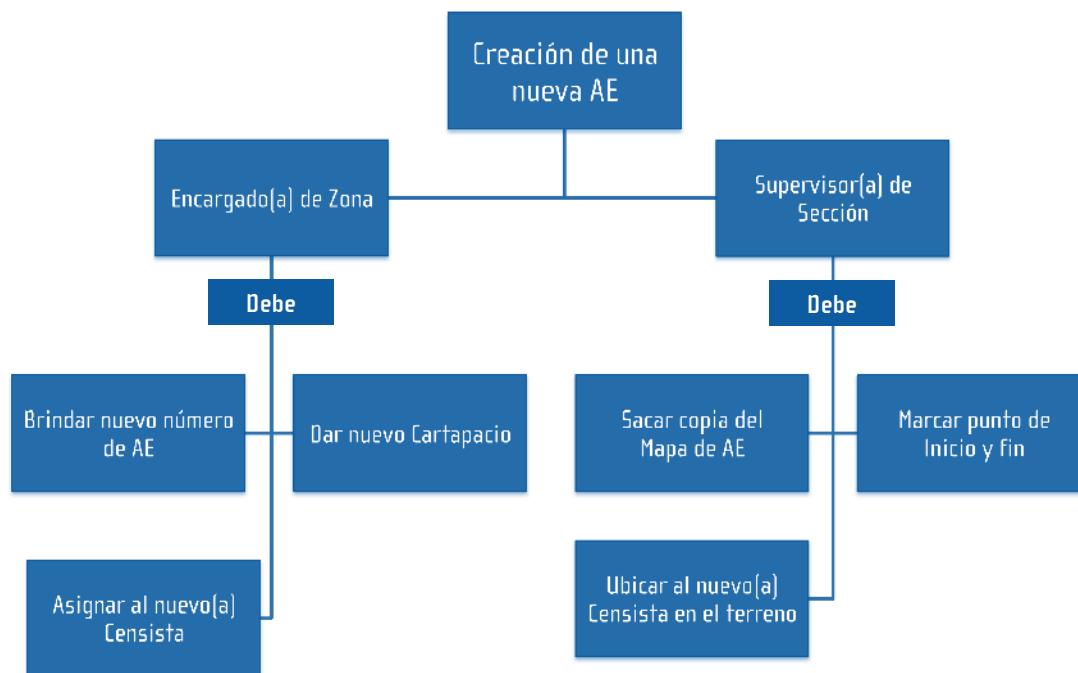 Creación de una
nueva AE
Encargado(a) de Zona
Supervisor(a) de
Sección
Debe
Debe
Brindar nuevo número
de AE
Dar nuevo Cartapacio
Sacar copia del
Mapa de AE
Marcar punto de
Inicio y fin
Asignar al nuevo(a)
Censista
Ubicar al nuevo(a)
Censista en el terreno